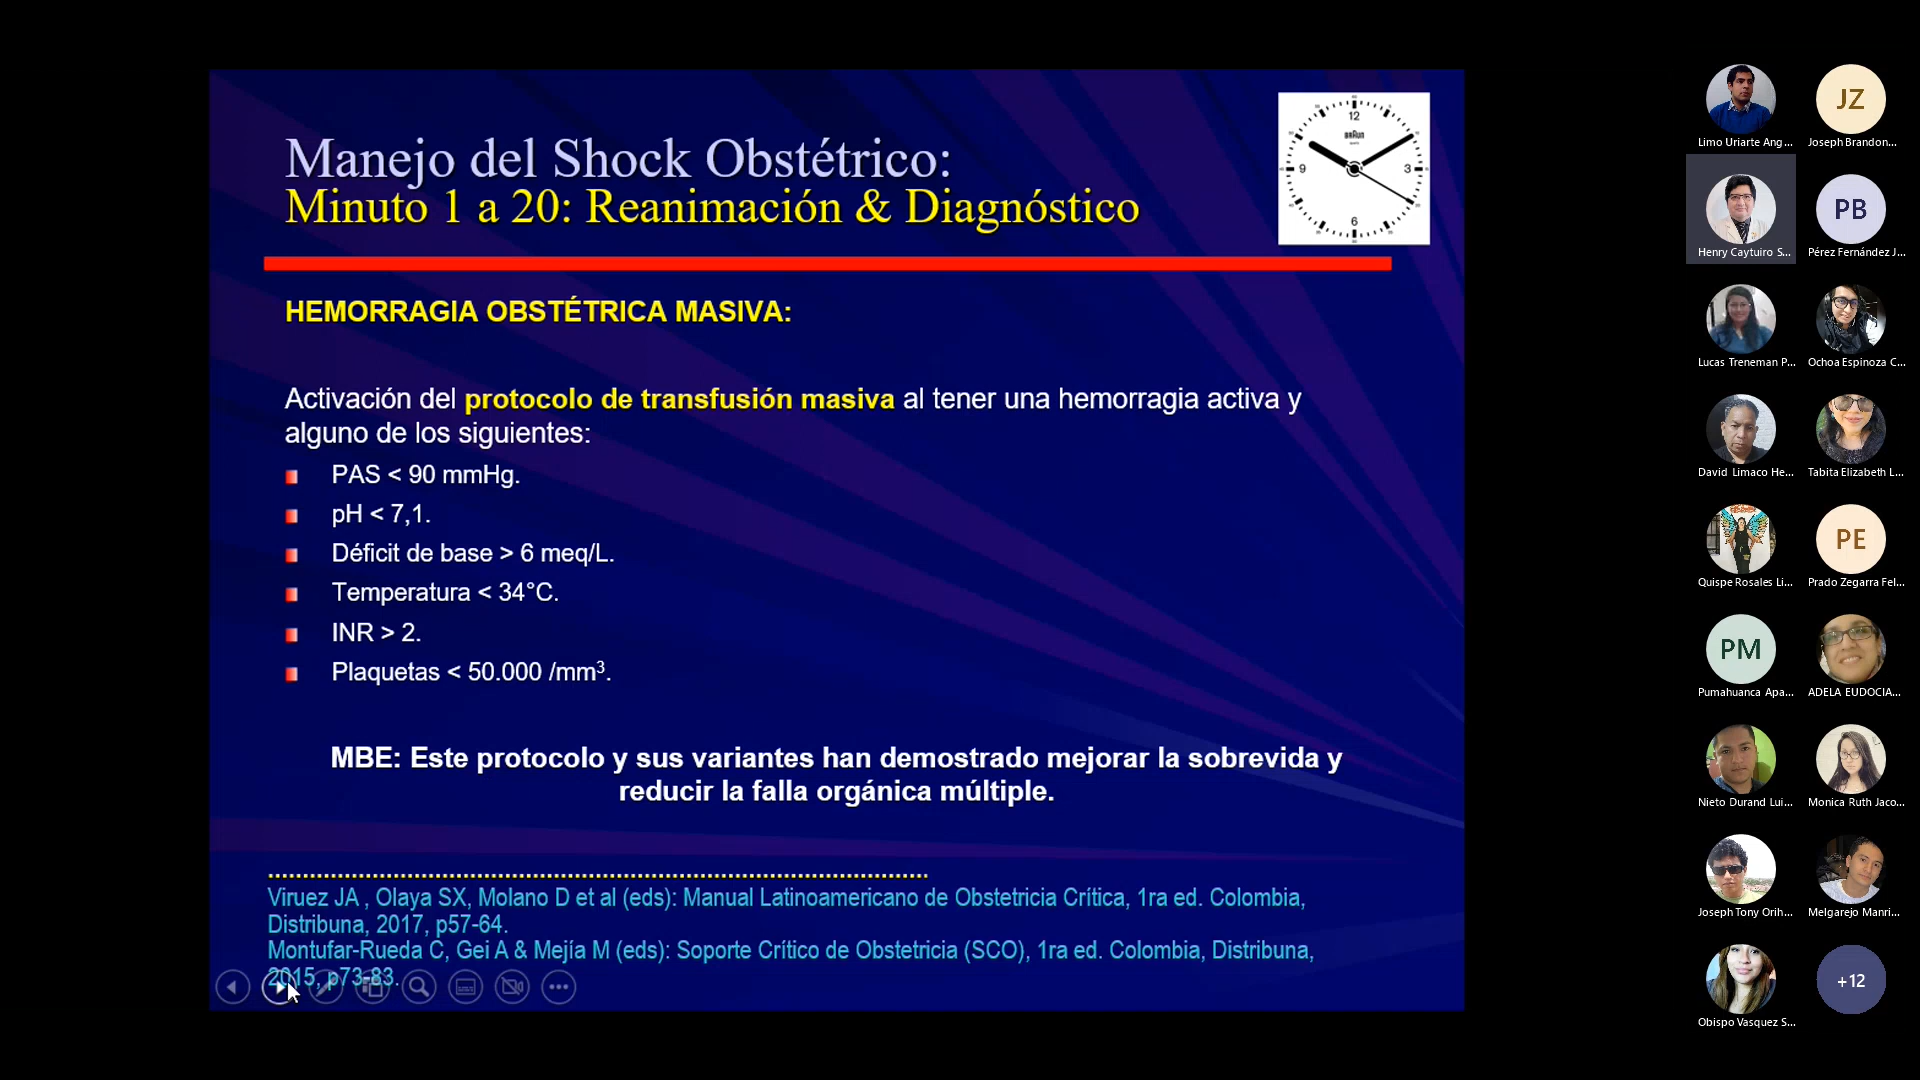 Manejo del Shock Obstétrico:
Minuto 1 a 20: Reanimación & Diagnóstico
12
BRAUN
9
3
6
HEMORRAGIA OBSTÉTRICA MASIVA:
Activación del protocolo de transfusión masiva al tener una hemorragia activa y
alguno de los siguientes:
PAS < 90 mmHg.
pH < 7,1.
Déficit de base > 6 meq/L.
Temperatura < 34°C.
INR > 2.
Plaquetas < 50.000 /mm³.
MBE: Este protocolo y sus variantes han demostrado mejorar la sobrevida y
reducir la falla orgánica múltiple.
Viruez JA , Olaya SX, Molano D et al (eds): Manual Latinoamericano de Obstetricia Crítica, 1ra ed. Colombia,
Distribuna, 2017, p57-64.
Montufar-Rueda C, Gei A & Mejía M (eds): Soporte Crítico de Obstetricia (SCO), 1ra ed. Colombia, Distribuna,
2015, p73-83.
Limo Uriarte Ang...
JZ
Joseph Brandon...
Henry Caytuiro S...
PB
Pérez Fernández J...
Lucas Treneman P...
Ochoa Espinoza C...
David Limaco He...
Tabita Elizabeth L...
Quispe Rosales Li...
PE
Prado Zegarra Fel...
PM
Pumahuanca Apa...
ADELA EUDOCIA...
Nieto Durand Lui...
Monica Ruth Jaco...
Joseph Tony Orih...
Melgarejo Manri...
Obispo Vasquez S...
+12